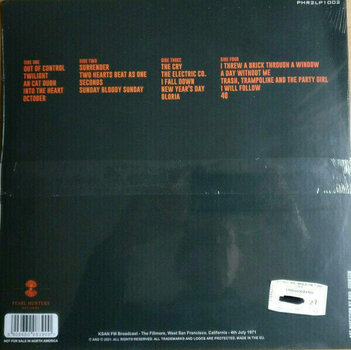 PHR2LP1002
SIDE ONE
OUT OF CONTROL
TWILIGHT
AN CAT DUBH
INTO THE HEART
OCTOBER
SIDE TWO
SURRENDER
TWO HEARTS BEAT AS ONE
SECONDS
SUNDAY BLOODY SUNDAY
SIDE THREE
THE CRY
THE ELECTRIC CO.
I FALL DOWN
NEW YEAR'S DAY
GLORIA
SIDE FOUR
I THREW A BRICK THROUGH A WINDOW
A DAY WITHOUT ME
TRASH, TRAMPOLINE AND THE PARTY GIRL
I WILL FOLLOW
40
PEARL HUNTERS
RECORDS
NOT FOR SALE IN NORTH AMERICA
KSAN FM Broadcast - The Fillmore, West San Francisco, California - 4th July 1971
℗ AND © 2021. ALL RIGHTS RESERVED. ALL TRADEMARKS AND LOGOS ARE PROTECTED. MADE IN THE E.U.